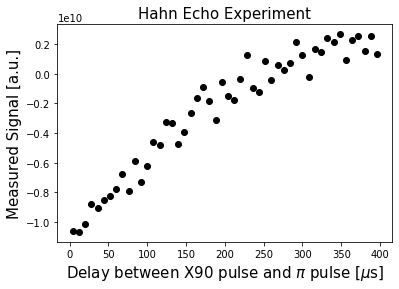 Hahn Echo Experiment
1e10
Measured Signal [a.u.]
0.2
0.0
−0.2
−0.4
−0.6
−0.8
−1.0
0 50 100 150 200 250 300 350 400
Delay between X90 pulse and π pulse [μs]